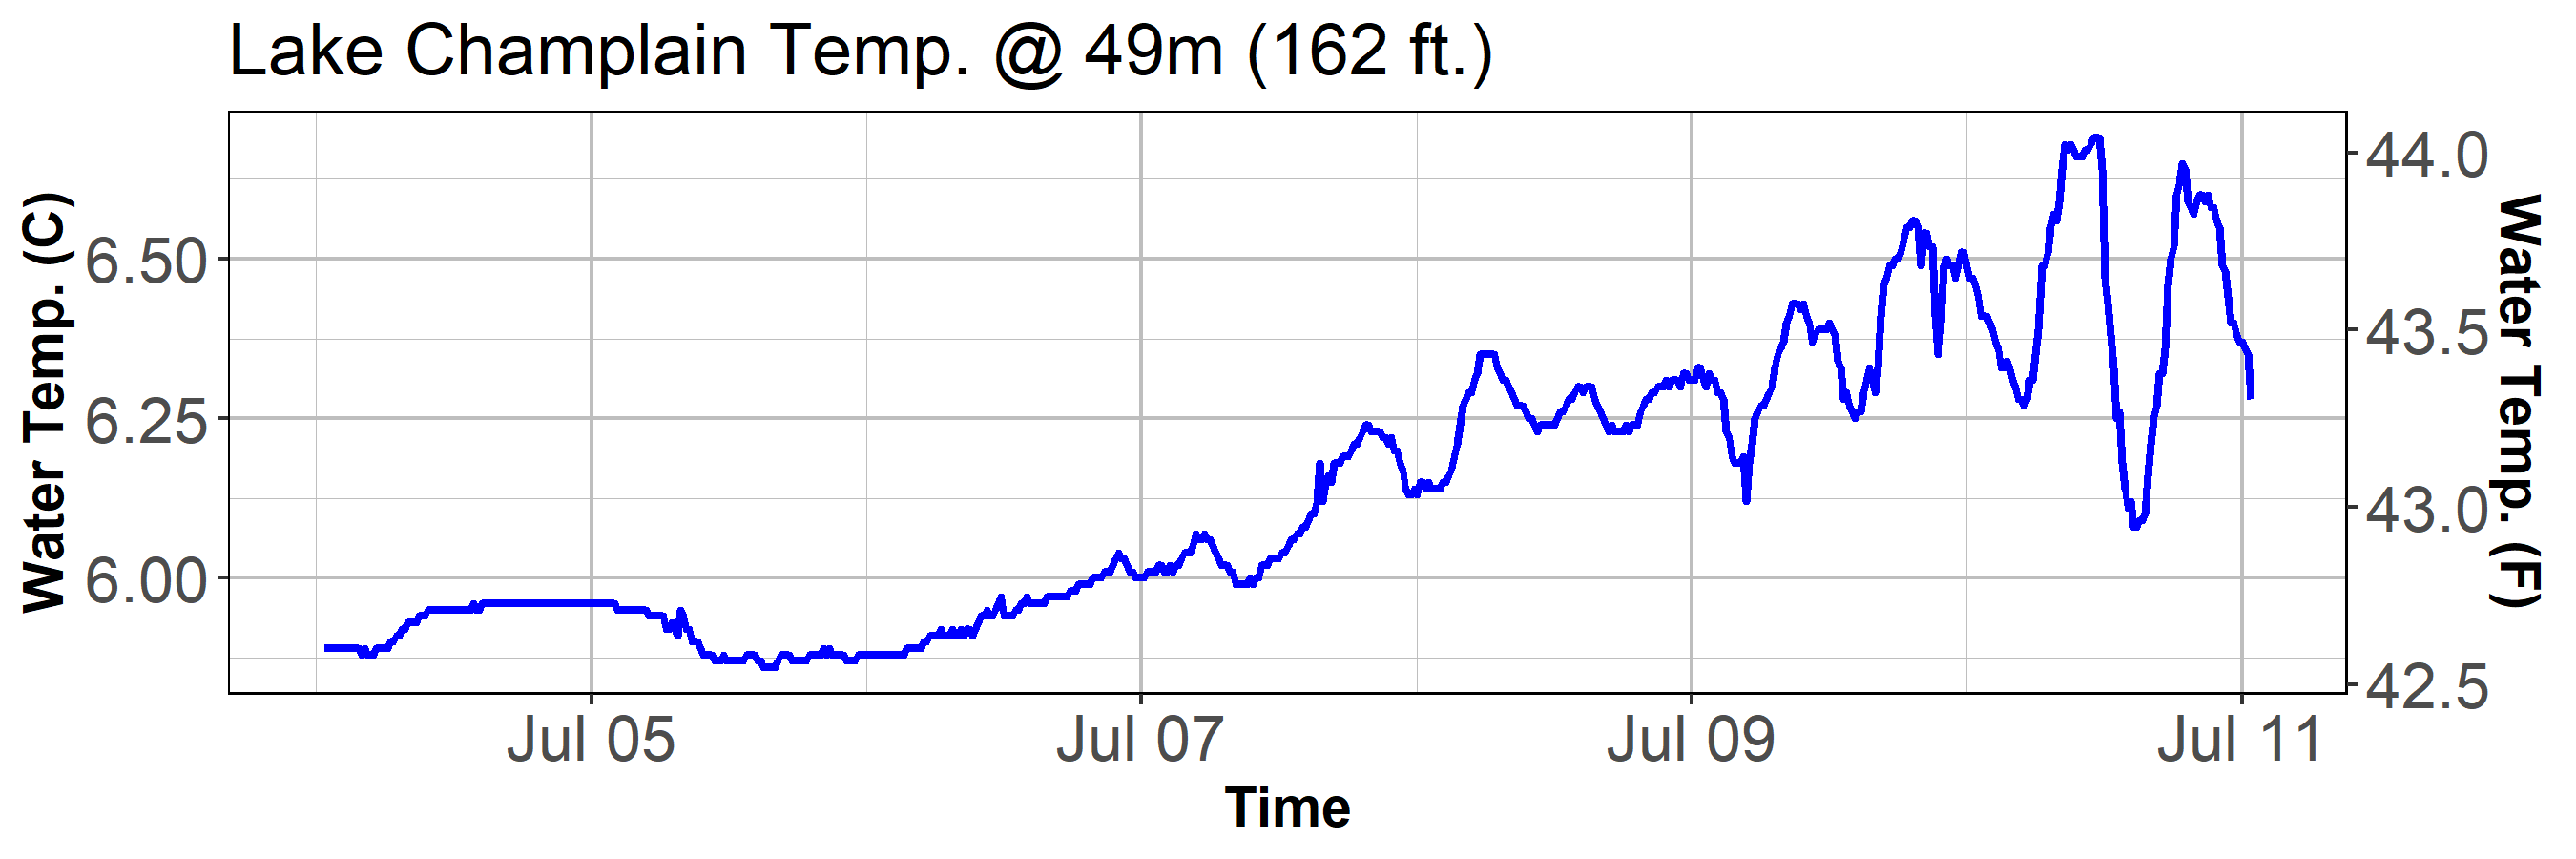 Lake Champlain Temp. @ 49m (162 ft.)
Water Temp. (C)
6.50
6.25
6.00
44.0
43.5
43.0
42.5
Water Temp. (F)
Jul 05 Jul 07 Jul 09 Jul 11
Time